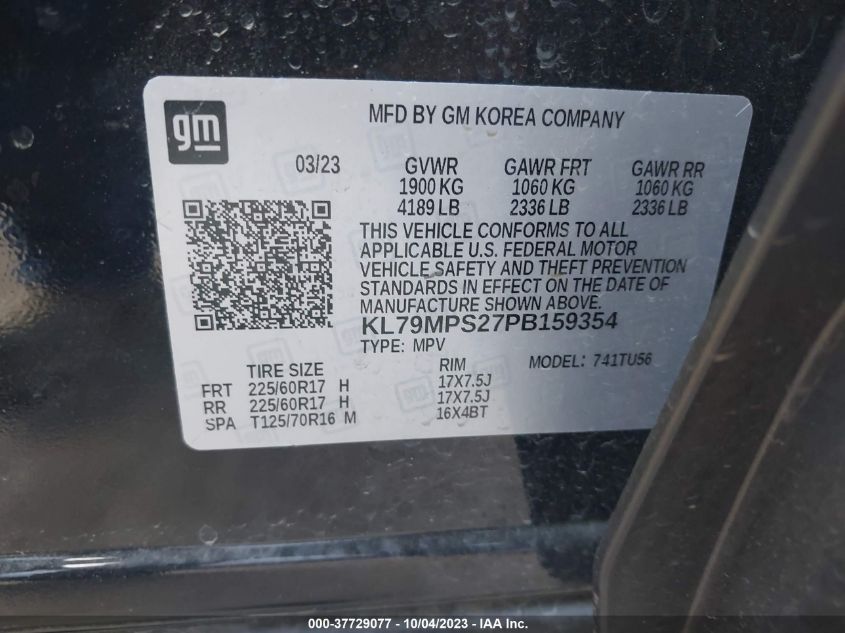 gm
MFD BY GM KOREA COMPANY
03/23 GVWR GAWR FRT GAWR RR
1900 KG 1060 KG 1060 KG
4189 LB 2336 LB 2336 LB
THIS VEHICLE CONFORMS TO ALL
APPLICABLE U.S. FEDERAL MOTOR
VEHICLE SAFETY AND THEFT PREVENTION
STANDARDS IN EFFECT ON THE DATE OF
MANUFACTURE SHOWN ABOVE.
KL79MPS27PB159354
TYPE: MPV MODEL: 741TU56
TIRE SIZE RIM
FRT 225/60R17 H 17X7.5J
RR 225/60R17 H 17X7.5J
SPA T125/70R16 M 16X4BT
000-37729077 - 10/04/2023 - IAA Inc.